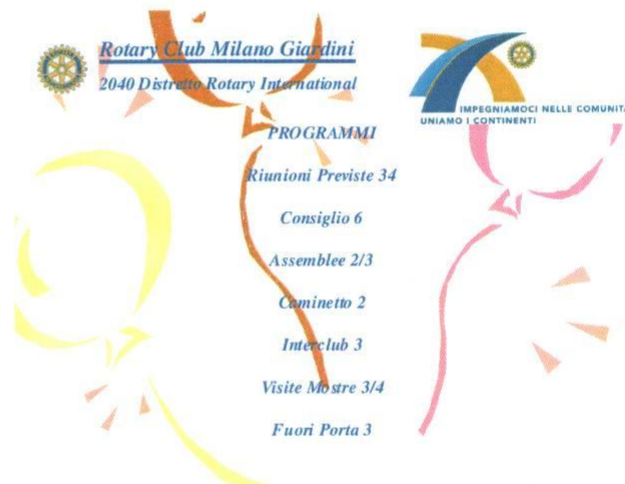 Rotary Club Milano Giardini
2040 Distretto Rotary International
IMPEGNIAMOCI NELLE COMUNITA
UNIAMO I CONTINENTI
PROGRAMMI
Riunioni Previste 34
Consiglio 6
Assemblee 2/3
Caminetto 2
Interclub 3
Visite Mostre 3/4
Fuori Porta 3